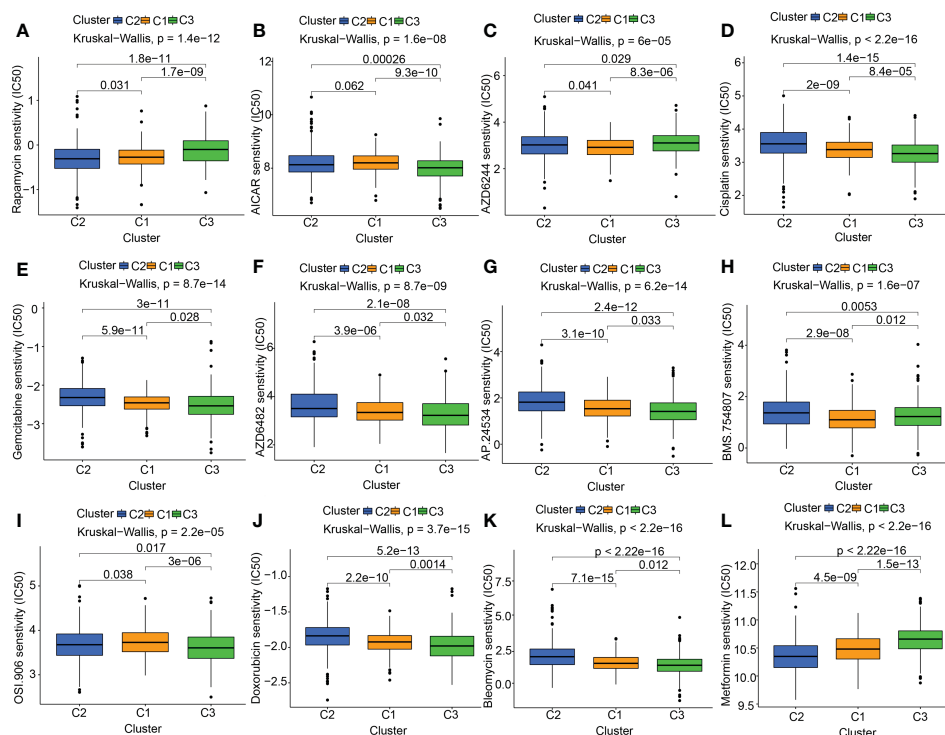 A
Cluster C2 C1 C3
Kruskal−Wallis, p = 1.4e−12
1.8e−11
1.7e−09
0.031
Rapamycin senstivity (IC50)
1
0
−1
C2 C1 C3
Cluster
B
Cluster C2 C1 C3
Kruskal−Wallis, p = 1.6e−08
0.00026
9.3e−10
0.062
AICAR senstivity (IC50)
12
10
8
C2 C1 C3
Cluster
C
Cluster C2 C1 C3
Kruskal−Wallis, p = 6e−05
0.029
8.3e−06
0.041
AZD6244 senstivity (IC50)
6
4
2
C2 C1 C3
Cluster
D
Cluster C2 C1 C3
Kruskal−Wallis, p < 2.2e−16
1.4e−15
8.4e−05
2e−09
Cisplatin senstivity (IC50)
6
5
4
3
2
C2 C1 C3
Cluster
E
Cluster C2 C1 C3
Kruskal−Wallis, p = 8.7e−14
3e−11
0.028
5.9e−11
Gemcitabine senstivity (IC50)
0
−1
−2
−3
C2 C1 C3
Cluster
F
Cluster C2 C1 C3
Kruskal−Wallis, p = 8.7e−09
2.1e−08
0.032
3.9e−06
AZD6482 senstivity (IC50)
6
4
2
C2 C1 C3
Cluster
G
Cluster C2 C1 C3
Kruskal−Wallis, p = 6.2e−14
2.4e−12
0.033
3.1e−10
AP.24534 senstivity (IC50)
4
2
0
C2 C1 C3
Cluster
H
Cluster C2 C1 C3
Kruskal−Wallis, p = 1.6e−07
0.0053
0.012
2.9e−08
BMS.754807 senstivity (IC50)
4
2
0
C2 C1 C3
Cluster
I
Cluster C2 C1 C3
Kruskal−Wallis, p = 2.2e−05
0.017
3e−06
0.038
OSI.906 senstivity (IC50)
5
4
3
C2 C1 C3
Cluster
J
Cluster C2 C1 C3
Kruskal−Wallis, p = 3.7e−15
5.2e−13
0.0014
2.2e−10
Doxorubicin senstivity (IC50)
−1.0
−1.5
−2.0
−2.5
C2 C1 C3
Cluster
K
Cluster C2 C1 C3
Kruskal−Wallis, p < 2.2e−16
p < 2.22e−16
0.012
7.1e−15
Bleomycin senstivity (IC50)
7.5
5.0
2.5
0.0
C2 C1 C3
Cluster
L
Cluster C2 C1 C3
Kruskal−Wallis, p < 2.2e−16
p < 2.22e−16
1.5e−13
4.5e−09
Metformin senstivity (IC50)
12.0
11.5
11.0
10.5
10.0
9.5
C2 C1 C3
Cluster